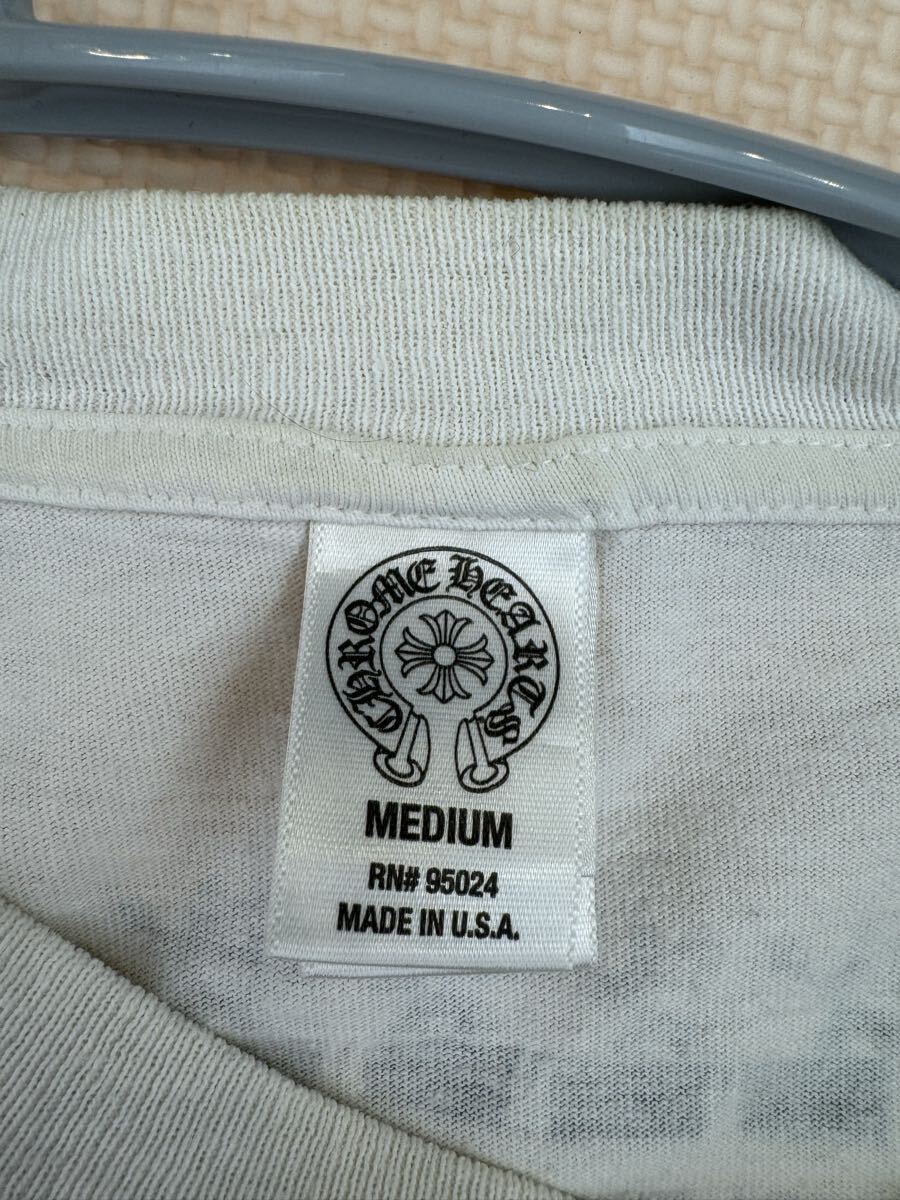 CHROME HEARTS
MEDIUM
RN# 95024
MADE IN U.S.A.